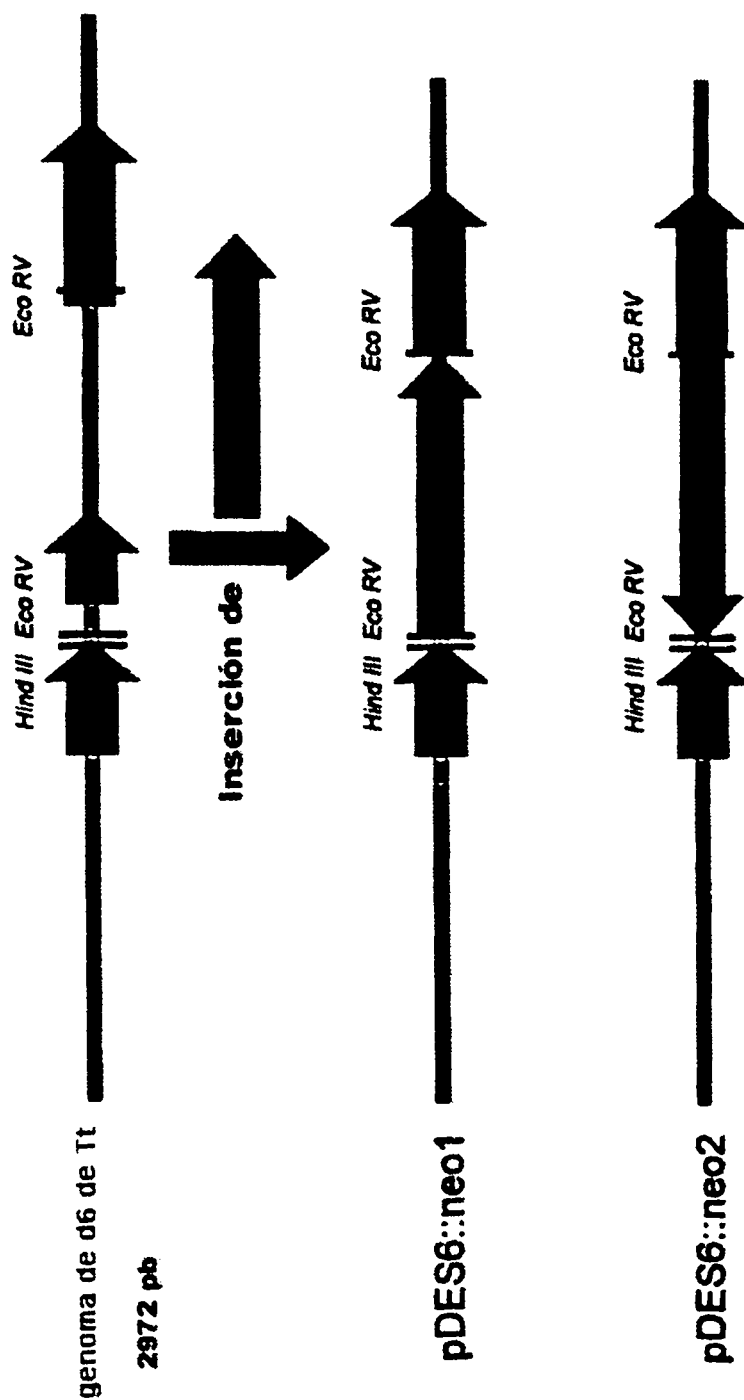 genoma de d6 de Tt
2972 pb
Hind III
Eco RV
Eco RV
Inserción de
pDES6::neo1
Hind III
Eco RV
Eco RV
pDES6::neo2
Hind III
Eco RV
Eco RV